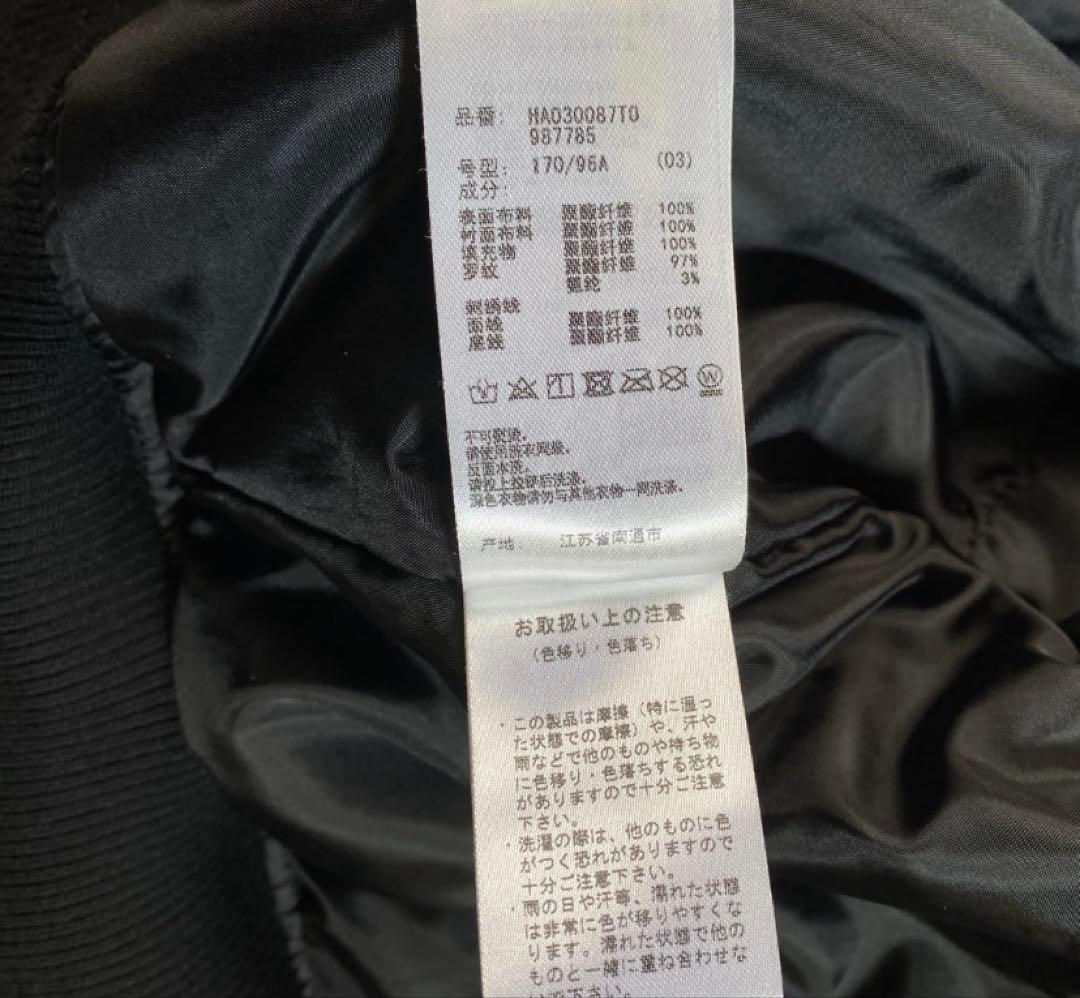 品番: HA030087T0
987785
号型: 170/96A (03)
成分:
表面布料 聚酯纤维 100%
衬面布料 聚酯纤维 100%
填充物 聚酯纤维 100%
罗纹 聚酯纤维 97%
氨纶 3%
刺绣线
面线 聚酯纤维 100%
底线 聚酯纤维 100%
W
不可熨烫。
请使用洗衣网袋。
反面水洗。
请拉上拉链后洗涤。
深色衣物请勿与其他衣物一同洗涤。
产地: 江苏省南通市
お取扱い上の注意
（色移り・色落ち）
・この製品は摩擦（特に湿っ
た状態での摩擦）や、汗や
雨などで他のものや持ち物
に色移り・色落ちする恐れ
がありますので十分ご注意
下さい。
・洗濯の際は、他のものに色
がつく恐れがありますので
十分ご注意下さい。
・雨の日や汗等、濡れた状態
は非常に色が移りやすくな
ります。濡れた状態で他の
ものと一緒に重ね合わせな
いで下さい。